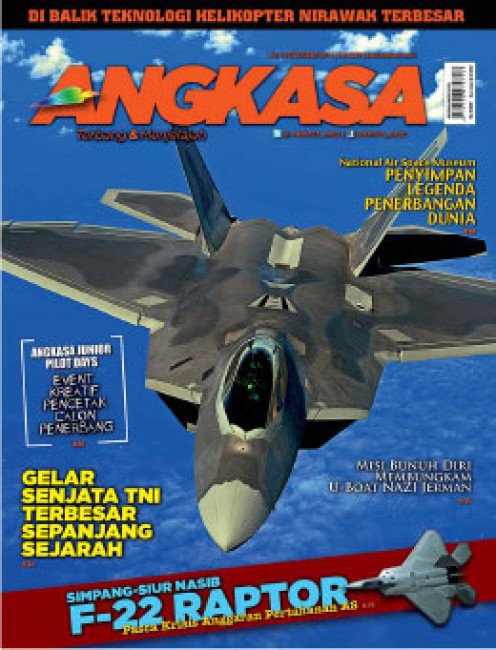 DI BALIK TEKNOLOGI HELIKOPTER NIRAWAK TERBESAR
ANGKASA
Terbang & Menjelajah
National Air Space Museum
PENYIMPAN
LEGENDA
PENERBANGAN
DUNIA
ANGKASA JUNIOR
PILOT DAYS
EVENT
KREATIF
PENCETAK
CALON
PENERBANG
GELAR
SENJATA TNI
TERBESAR
SEPANJANG
SEJARAH
MISI BUNUH DIRI
MEMBUNGKAM
U-BOAT NAZI JERMAN
SIMPANG-SIUR NASIB
F-22 RAPTOR
Pasca Krisis Anggaran Pertahanan AS